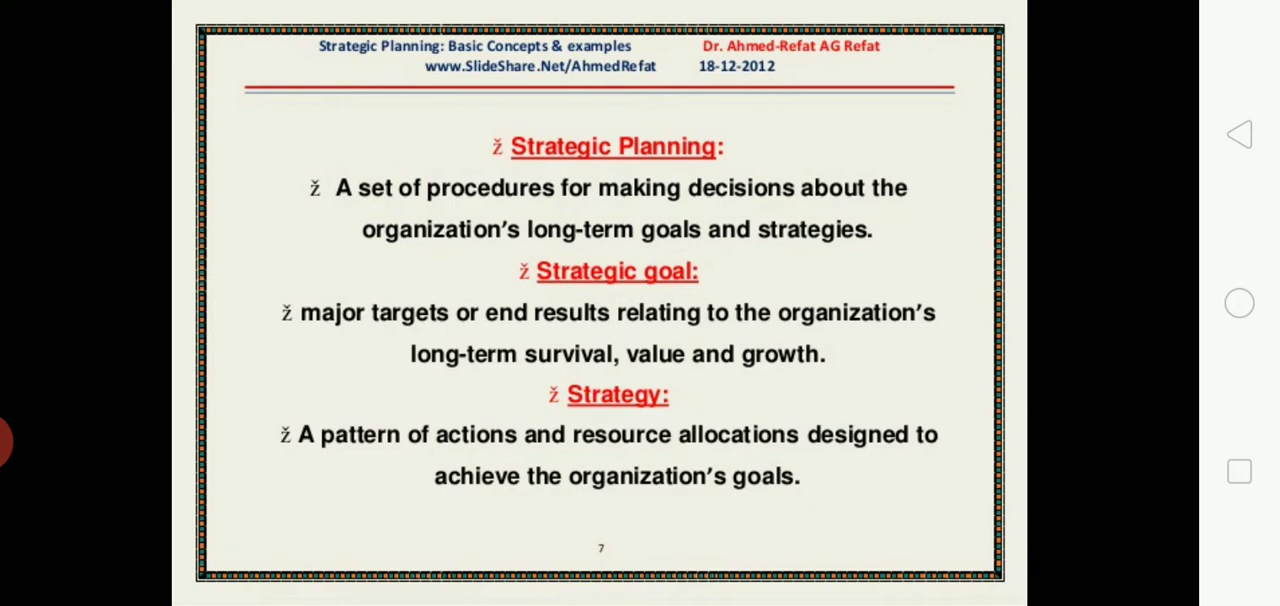 Strategic Planning: Basic Concepts & examples Dr. Ahmed-Refat AG Refat
www.SlideShare.Net/AhmedRefat 18-12-2012
ž Strategic Planning:
ž A set of procedures for making decisions about the
organization’s long-term goals and strategies.
ž Strategic goal:
ž major targets or end results relating to the organization’s
long-term survival, value and growth.
ž Strategy:
ž A pattern of actions and resource allocations designed to
achieve the organization’s goals.
7